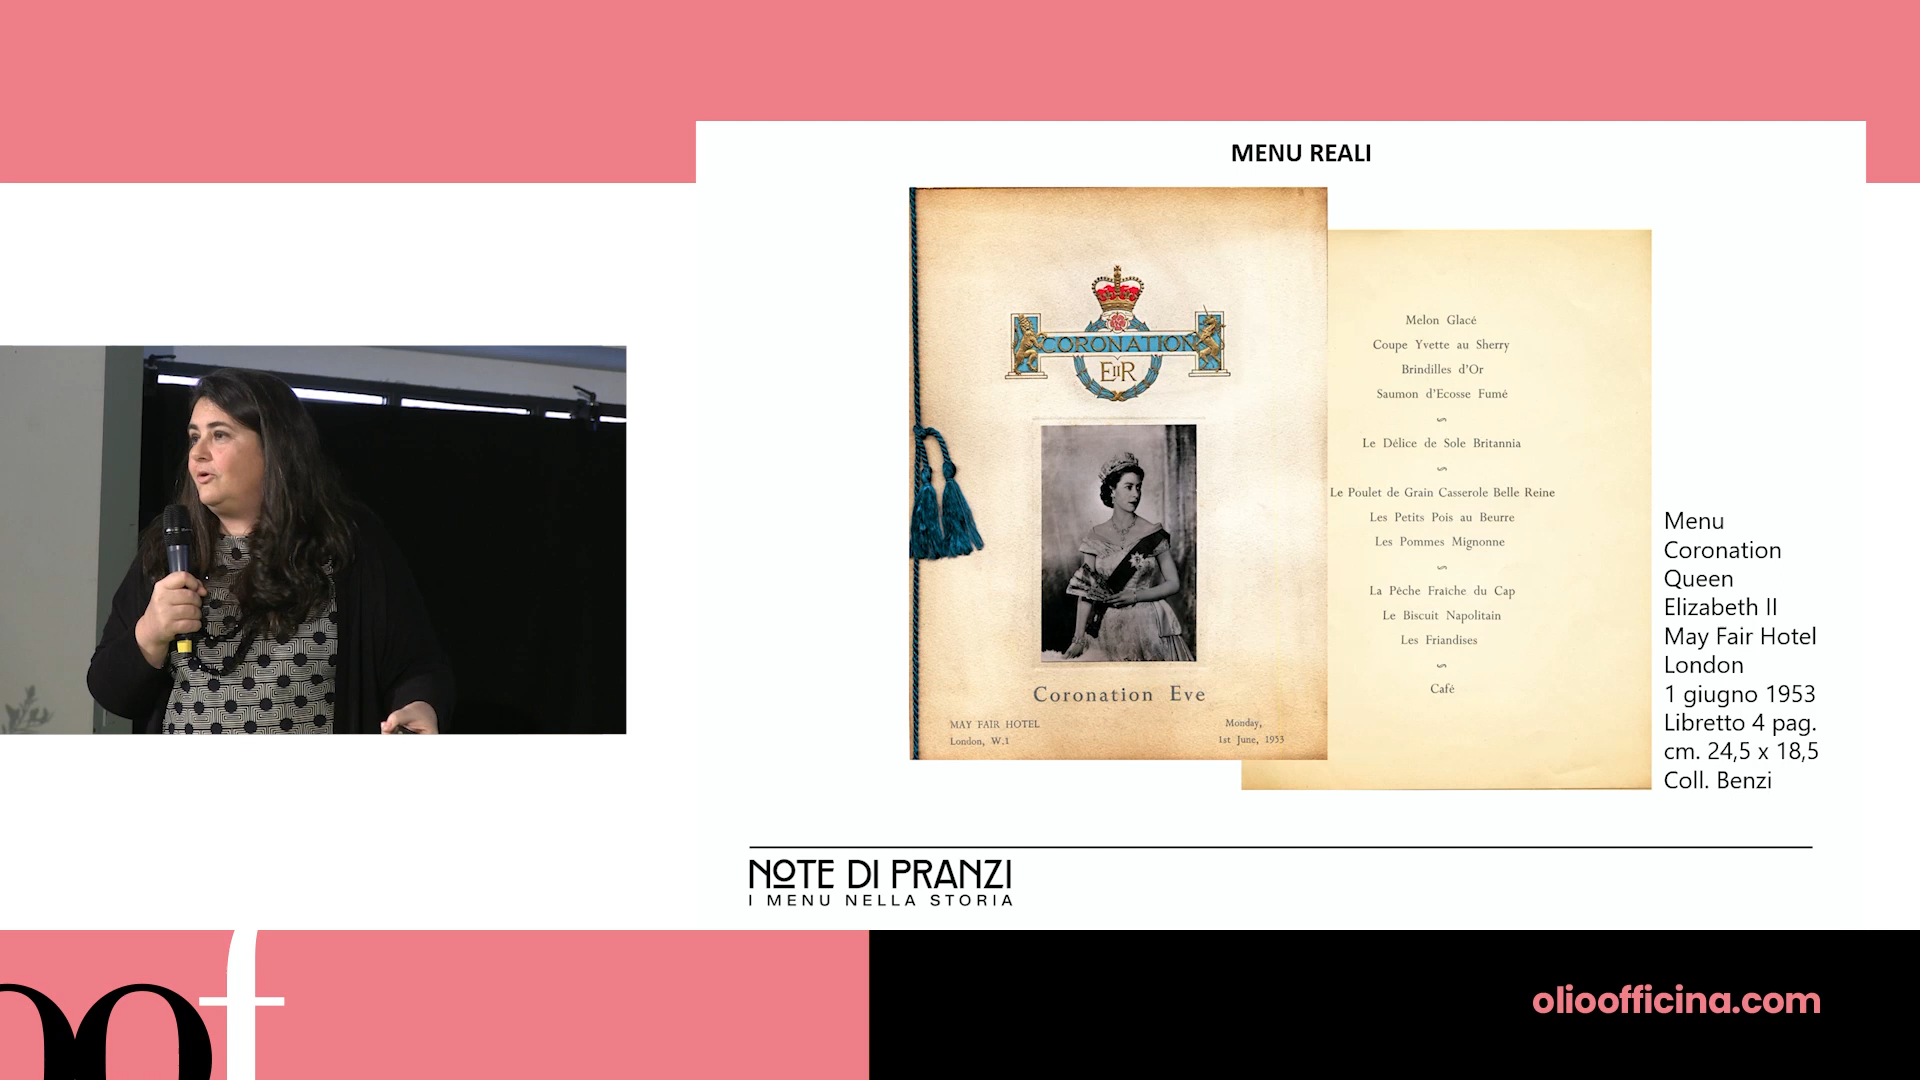 MENU REALI
CORONATION
EIIR
Coronation Eve
MAY FAIR HOTEL
London, W.1
Monday,
1st June, 1953
Melon Glacé
Coupe Yvette au Sherry
Brindilles d'Or
Saumon d'Ecosse Fumé
Le Délice de Sole Britannia
Le Poulet de Grain Casserole Belle Reine
Les Petits Pois au Beurre
Les Pommes Mignonne
La Pêche Fraîche du Cap
Le Biscuit Napolitain
Les Friandises
Café
Menu
Coronation
Queen
Elizabeth II
May Fair Hotel
London
1 giugno 1953
Libretto 4 pag.
cm. 24,5 x 18,5
Coll. Benzi
NOTE DI PRANZI
I MENU NELLA STORIA
oof
olioofficina.com